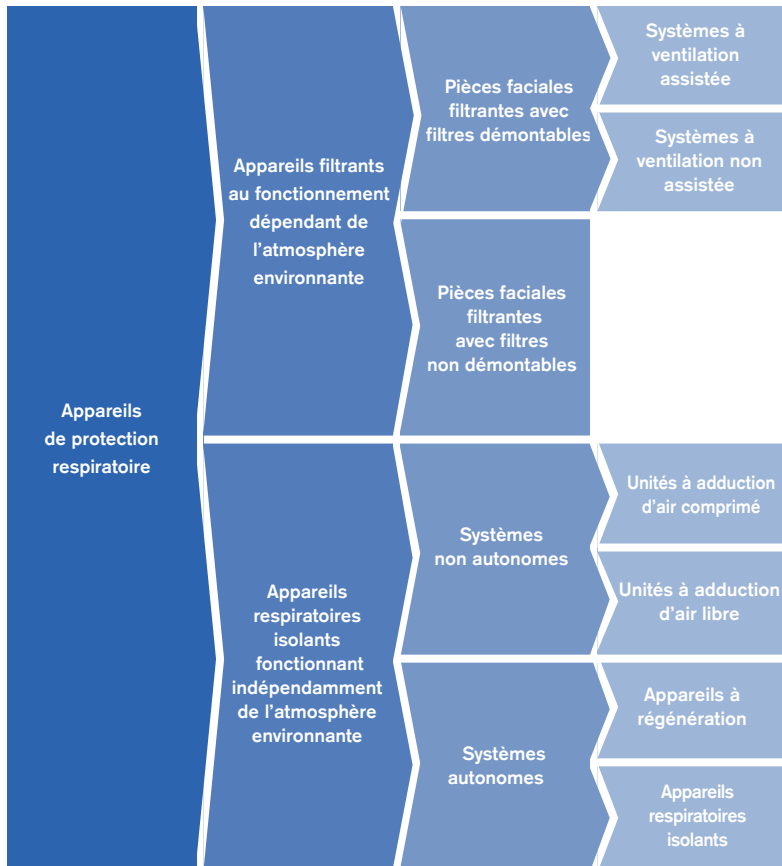 Appareils
de protection
respiratoire
Appareils filtrants
au fonctionnement
dépendant de
l’atmosphère
environnante
Pièces faciales
filtrantes avec
filtres démontables
Systèmes à
ventilation
assistée
Systèmes à
ventilation non
assistée
Pièces faciales
filtrantes
avec filtres
non démontables
Appareils
respiratoires
isolants
fonctionnant
indépendamment
de l’atmosphère
environnante
Systèmes
non autonomes
Unités à adduction
d'air comprimé
Unités à adduction
d’air libre
Systèmes
autonomes
Appareils à
régénération
Appareils
respiratoires
isolants